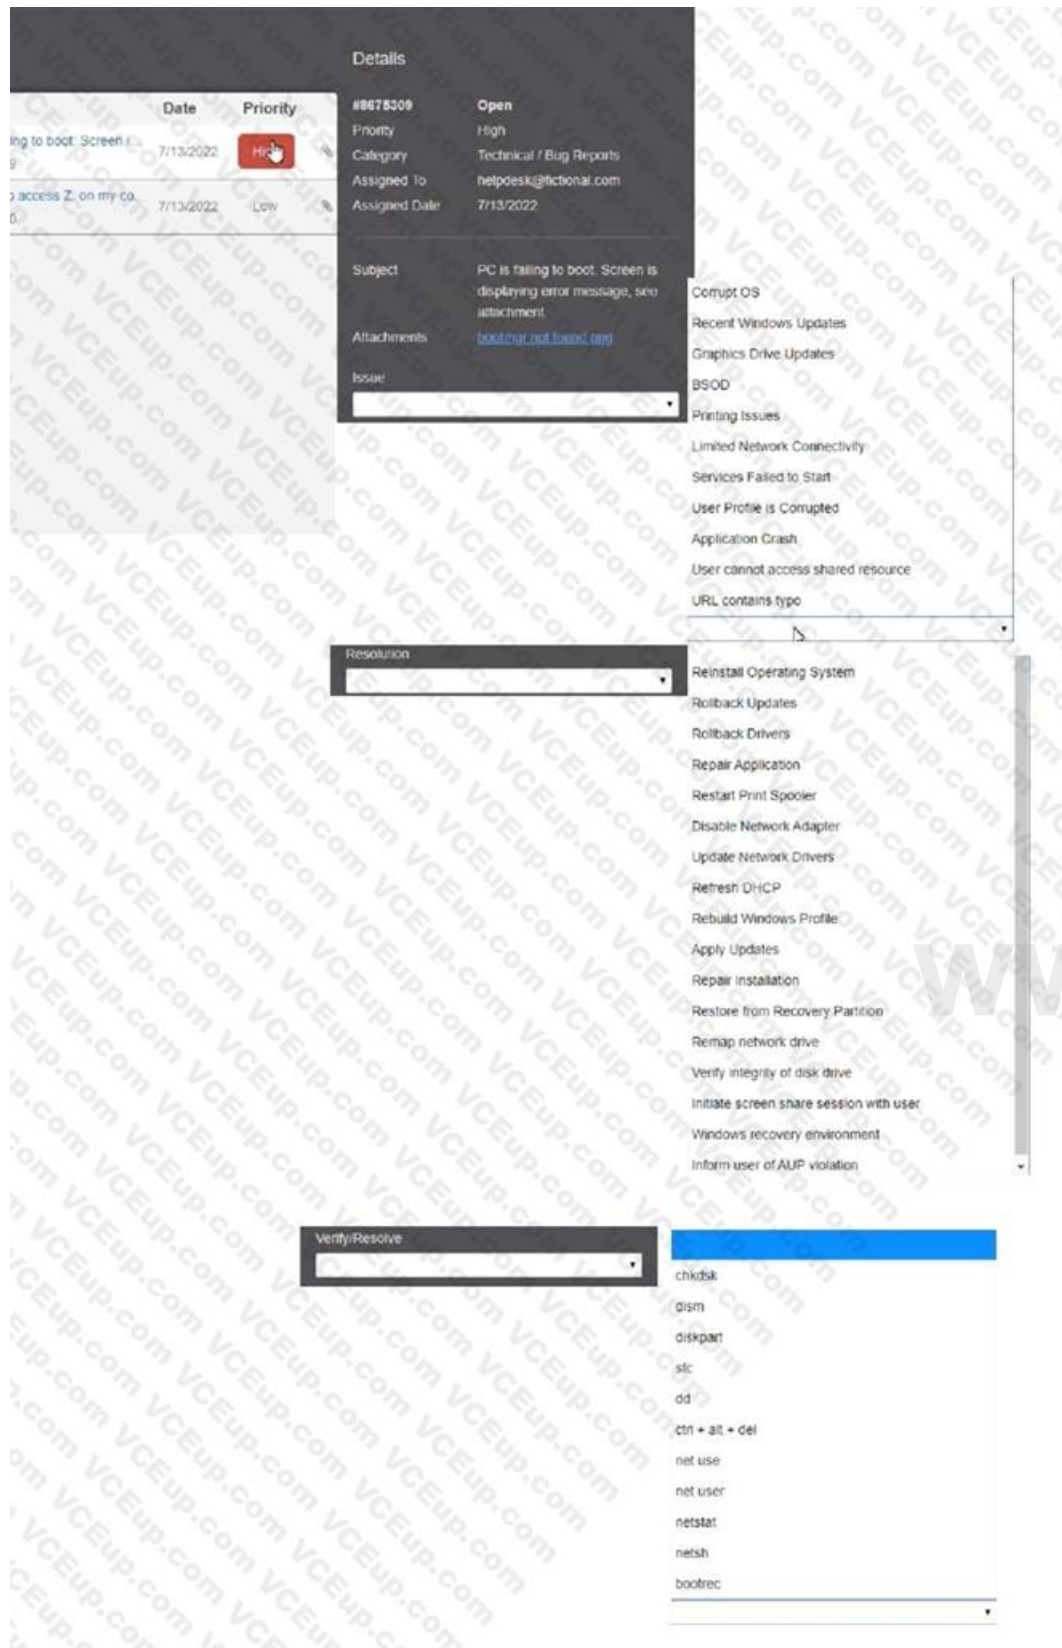 Details
Date Priority
#8675309 Open
ing to boot. Screen i...
7/13/2022 High
Priority High
Category Technical / Bug Reports
Assigned To helpdesk@fictional.com
o access Z: on my co...
7/13/2022 Low
Assigned Date 7/13/2022
Subject PC is failing to boot. Screen is
displaying error message, see
attachment
Attachments bootmgr not found.png
Issue
Corrupt OS
Recent Windows Updates
Graphics Drive Updates
BSOD
Printing Issues
Limited Network Connectivity
Services Failed to Start
User Profile is Corrupted
Application Crash
User cannot access shared resource
URL contains typo
Resolution
Reinstall Operating System
Rollback Updates
Rollback Drivers
Repair Application
Restart Print Spooler
Disable Network Adapter
Update Network Drivers
Refresh DHCP
Rebuild Windows Profile
Apply Updates
Repair Installation
Restore from Recovery Partition
Remap network drive
Verify integrity of disk drive
Initiate screen share session with user
Windows recovery environment
Inform user of AUP violation
Verify/Resolve
chkdsk
dism
diskpart
sfc
dd
ctrl + alt + del
net use
net user
netstat
netsh
bootrec
VCEup.com